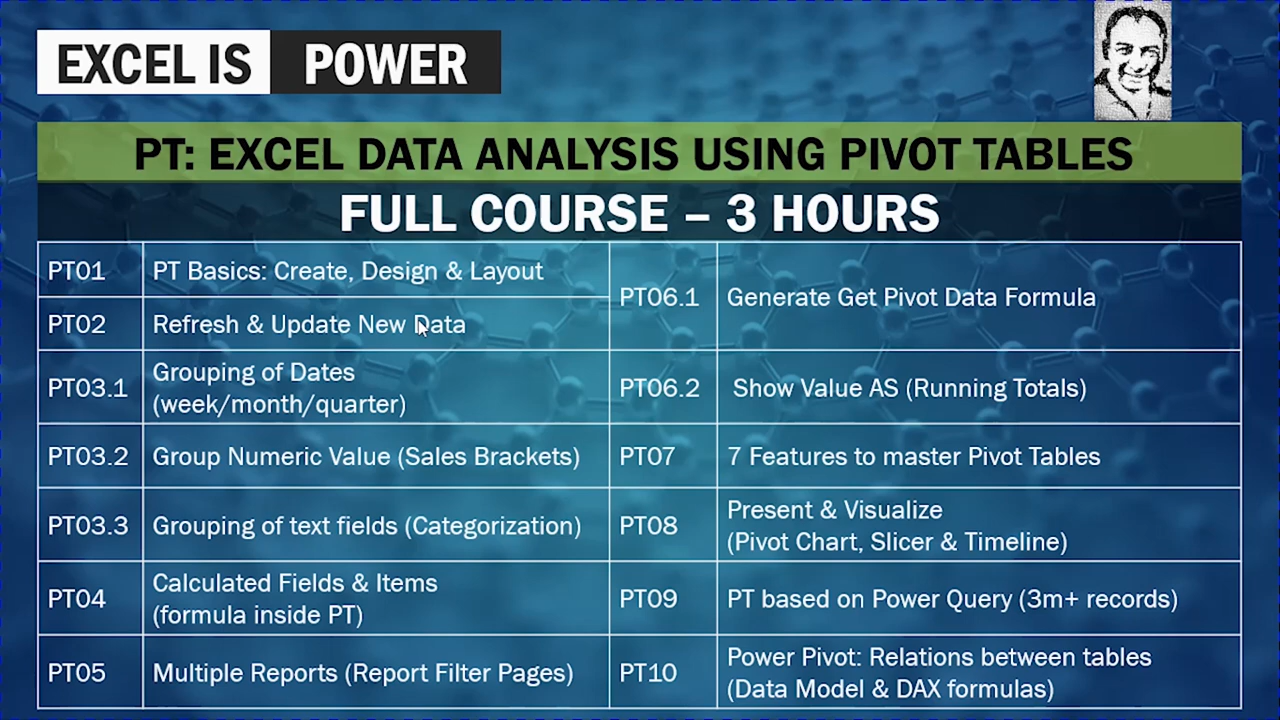 EXCEL IS POWER
PT: EXCEL DATA ANALYSIS USING PIVOT TABLES
FULL COURSE – 3 HOURS
PT01 PT Basics: Create, Design & Layout
PT02 Refresh & Update New Data
PT03.1 Grouping of Dates
(week/month/quarter)
PT03.2 Group Numeric Value (Sales Brackets)
PT03.3 Grouping of text fields (Categorization)
PT04 Calculated Fields & Items
(formula inside PT)
PT05 Multiple Reports (Report Filter Pages)
PT06.1 Generate Get Pivot Data Formula
PT06.2 Show Value AS (Running Totals)
PT07 7 Features to master Pivot Tables
PT08 Present & Visualize
(Pivot Chart, Slicer & Timeline)
PT09 PT based on Power Query (3m+ records)
PT10 Power Pivot: Relations between tables
(Data Model & DAX formulas)